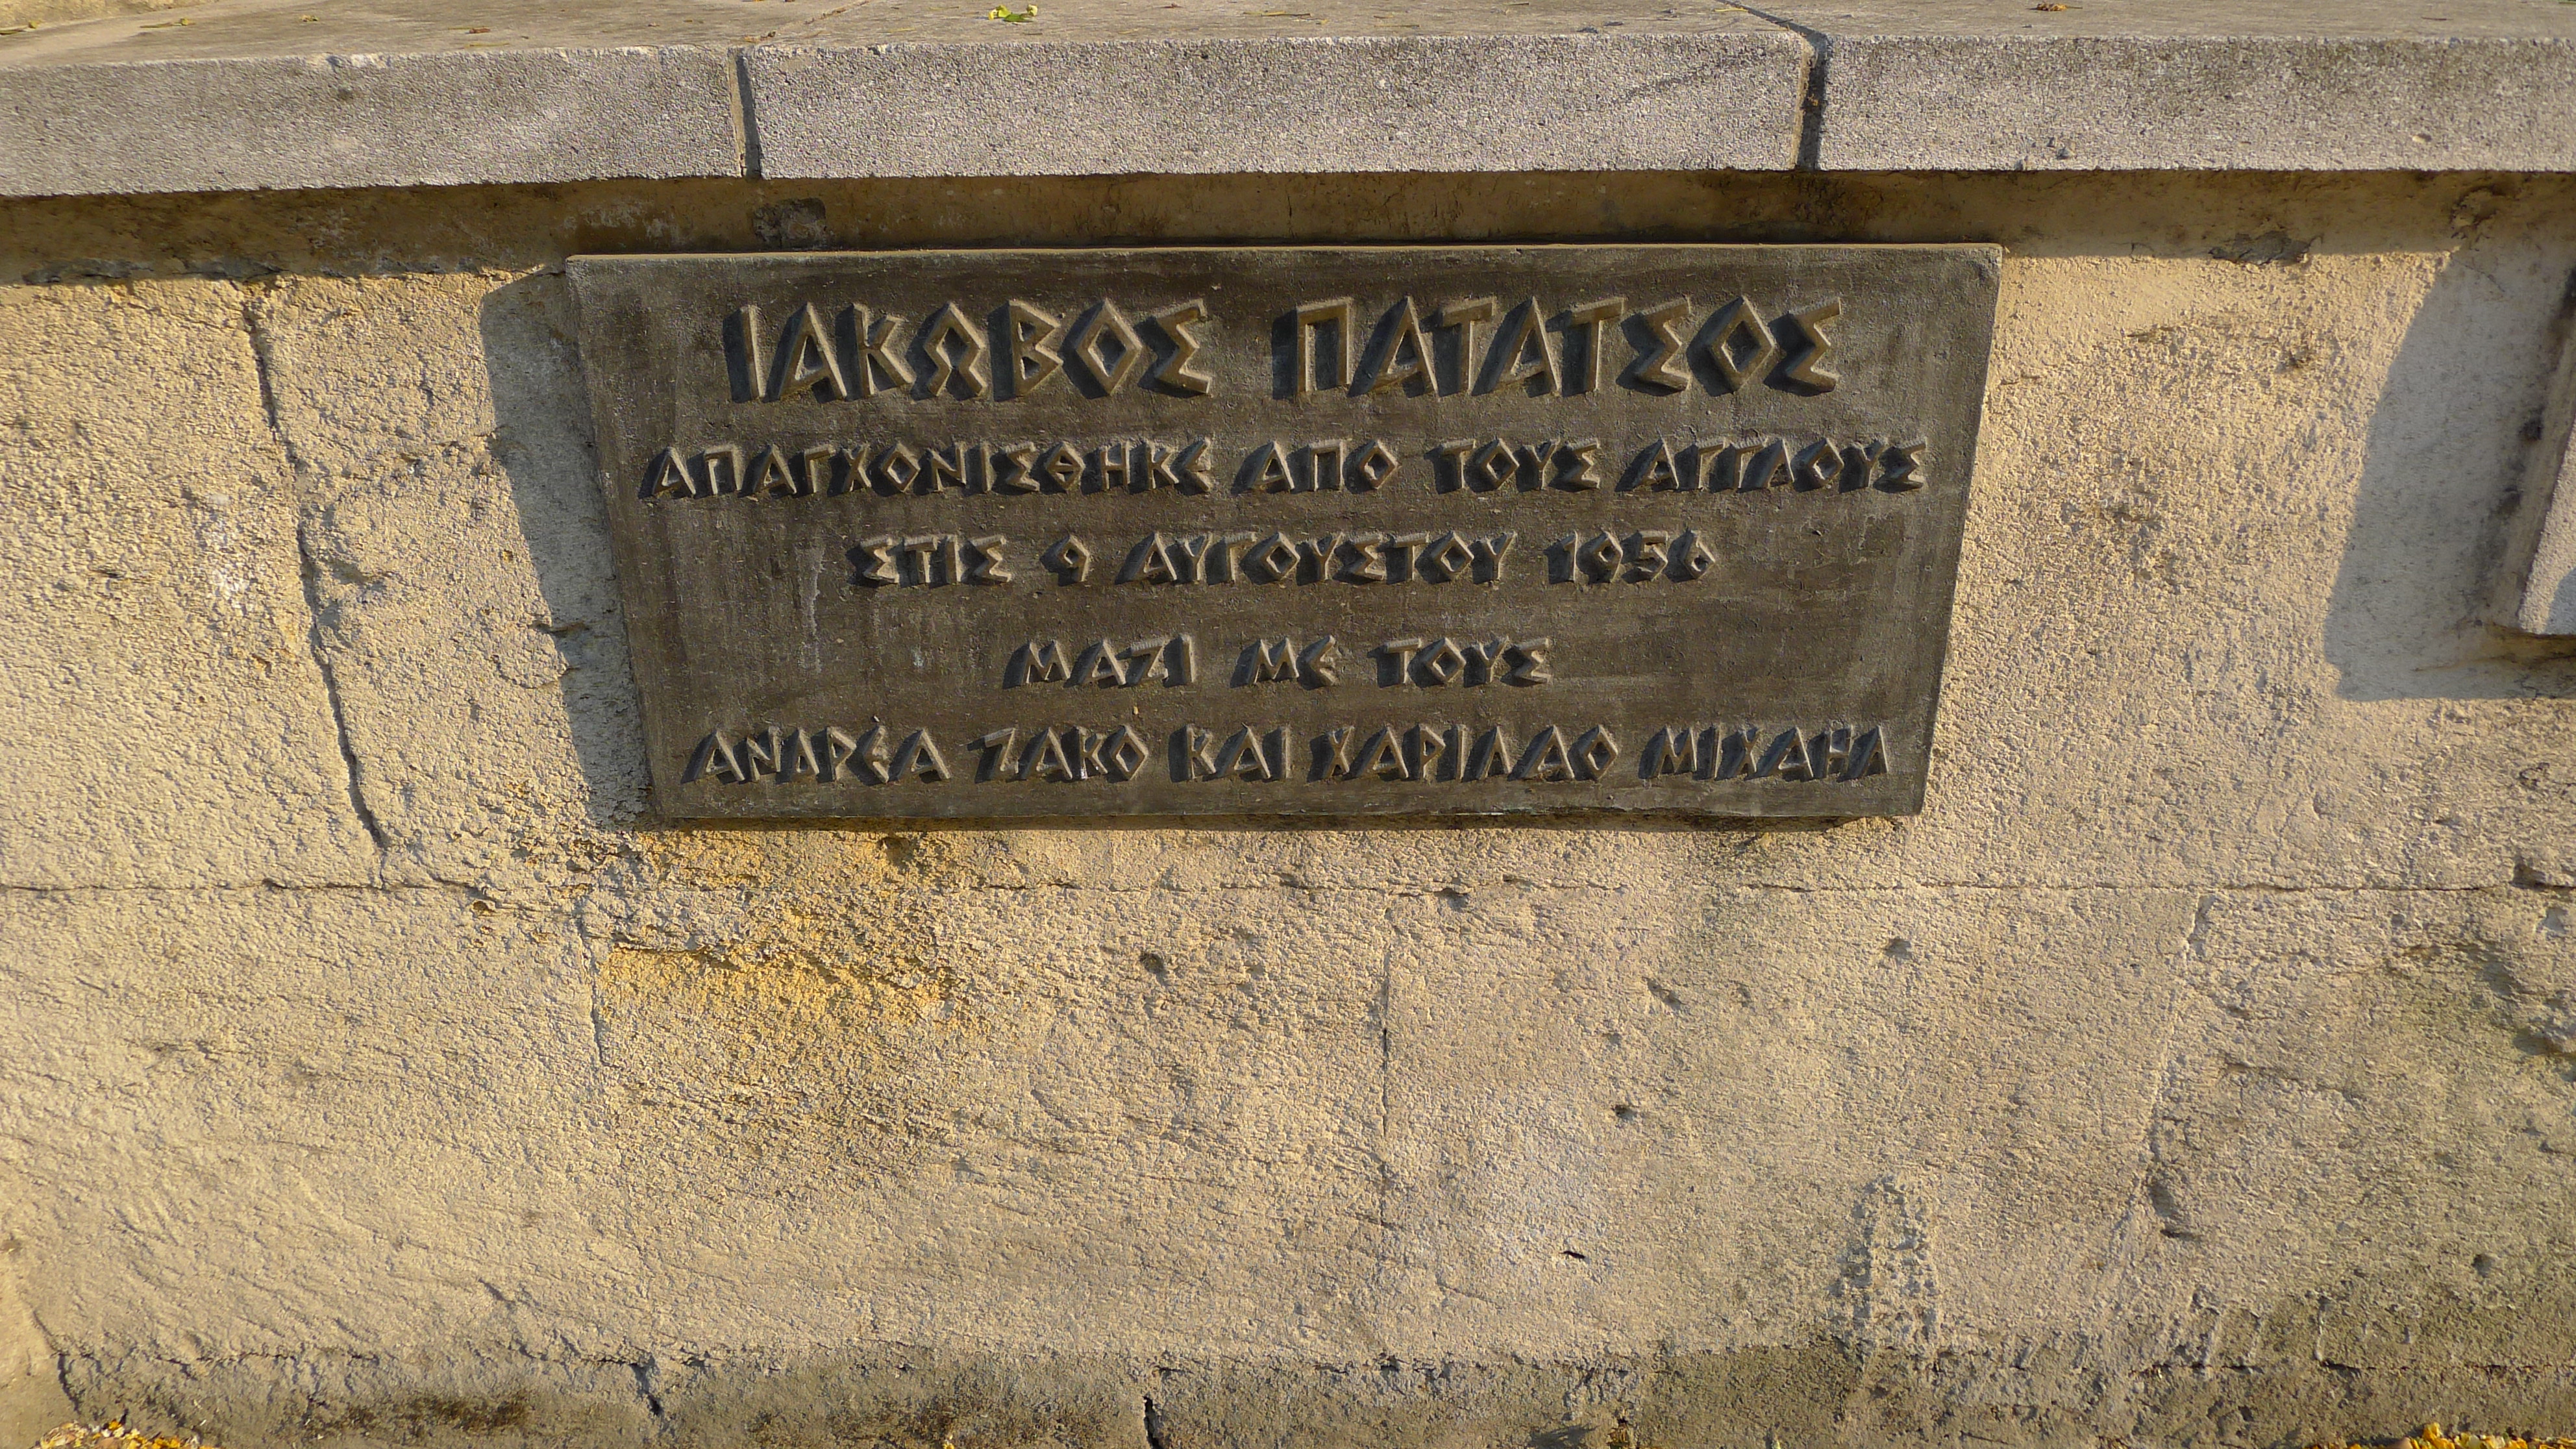 ΙΑΚΩΒΟΣ ΠΑΤΑΤΣΟΣ
ΑΠΑΓΧΟΝΙΣΘΗΚΕ ΑΠΟ ΤΟΥΣ ΑΓΓΛΟΥΣ
ΣΤΙΣ 9 ΑΥΓΟΥΣΤΟΥ 1956
ΜΑΖΙ ΜΕ ΤΟΥΣ
ΑΝΔΡΕΑ ΖΑΚΟ ΚΑΙ ΧΑΡΙΛΑΟ ΜΙΧΑΗΛ